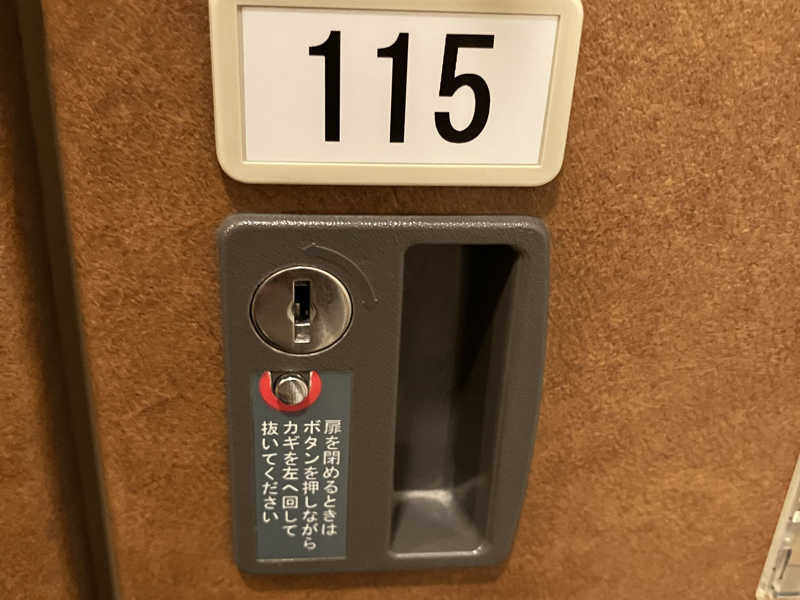 115
扉を閉めるときは
ボタンを押しながら
カギを左へ回して
抜いてください